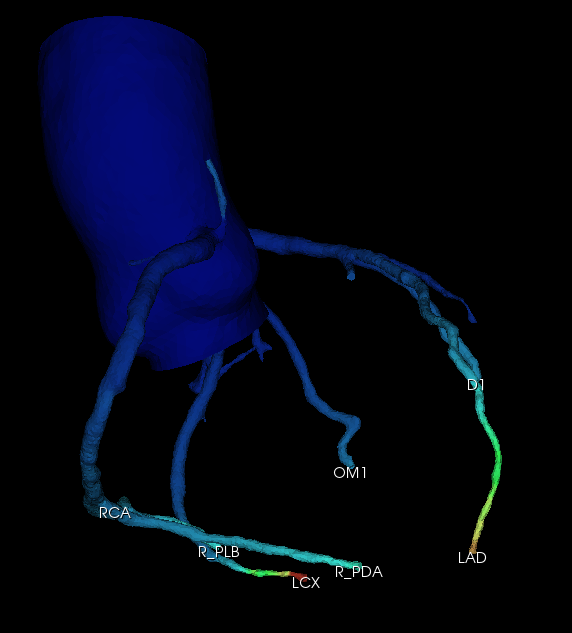 D1
OM1
RCA
R_PLB
LAD
R_PDA
LCX